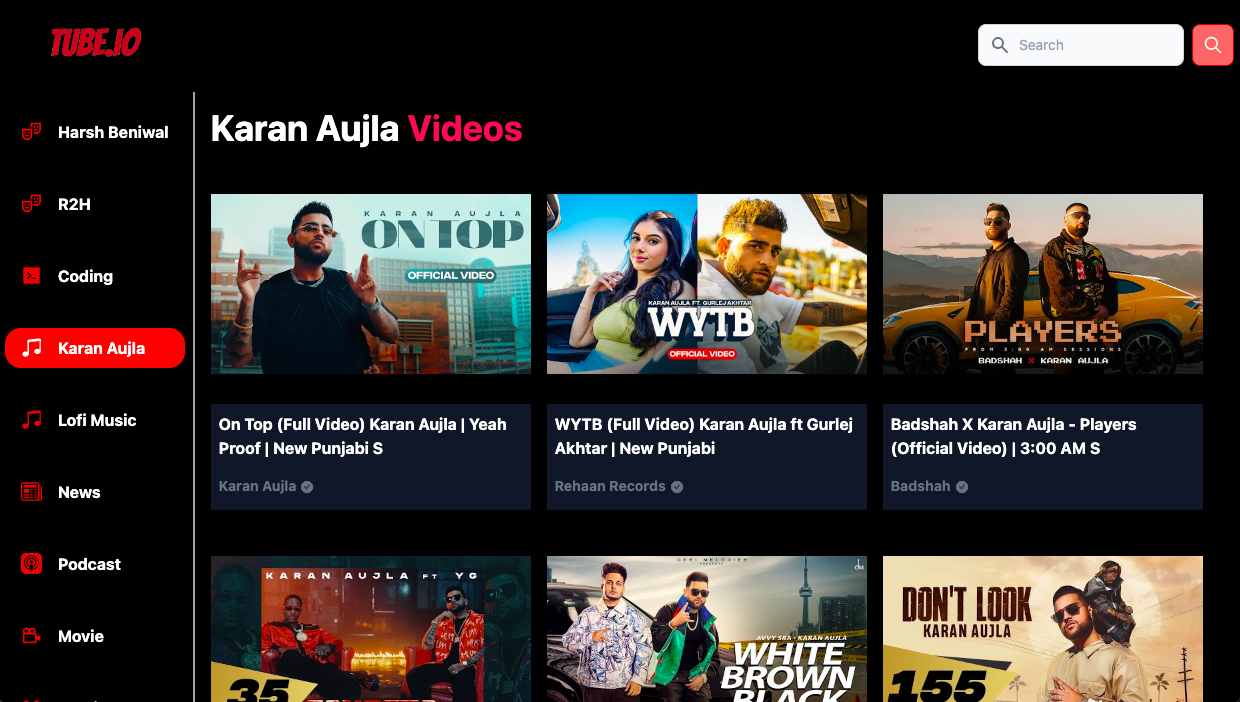 TUBE.IO
Search
Harsh Beniwal
R2H
Coding
Karan Aujla
Lofi Music
News
Podcast
Movie
Karan Aujla Videos
KARAN AUJLA
ON TOP
OFFICIAL VIDEO
KARAN AUJLA FT. GURLEJ AKHTAR
WYTB
OFFICIAL VIDEO
PLAYERS
FROM 3:00 AM SESSIONS
BADSHAH X KARAN AUJLA
On Top (Full Video) Karan Aujla | Yeah
Proof | New Punjabi S
Karan Aujla
WYTB (Full Video) Karan Aujla ft Gurlej
Akhtar | New Punjabi
Rehaan Records
Badshah X Karan Aujla - Players
(Official Video) | 3:00 AM S
Badshah
KARAN AUJLA FT. YG
35
GERI MELODIES
PRESENTS
AVVY SRA • KARAN AUJLA
WHITE
BROWN
BLACK
DON'T LOOK
KARAN AUJLA
155